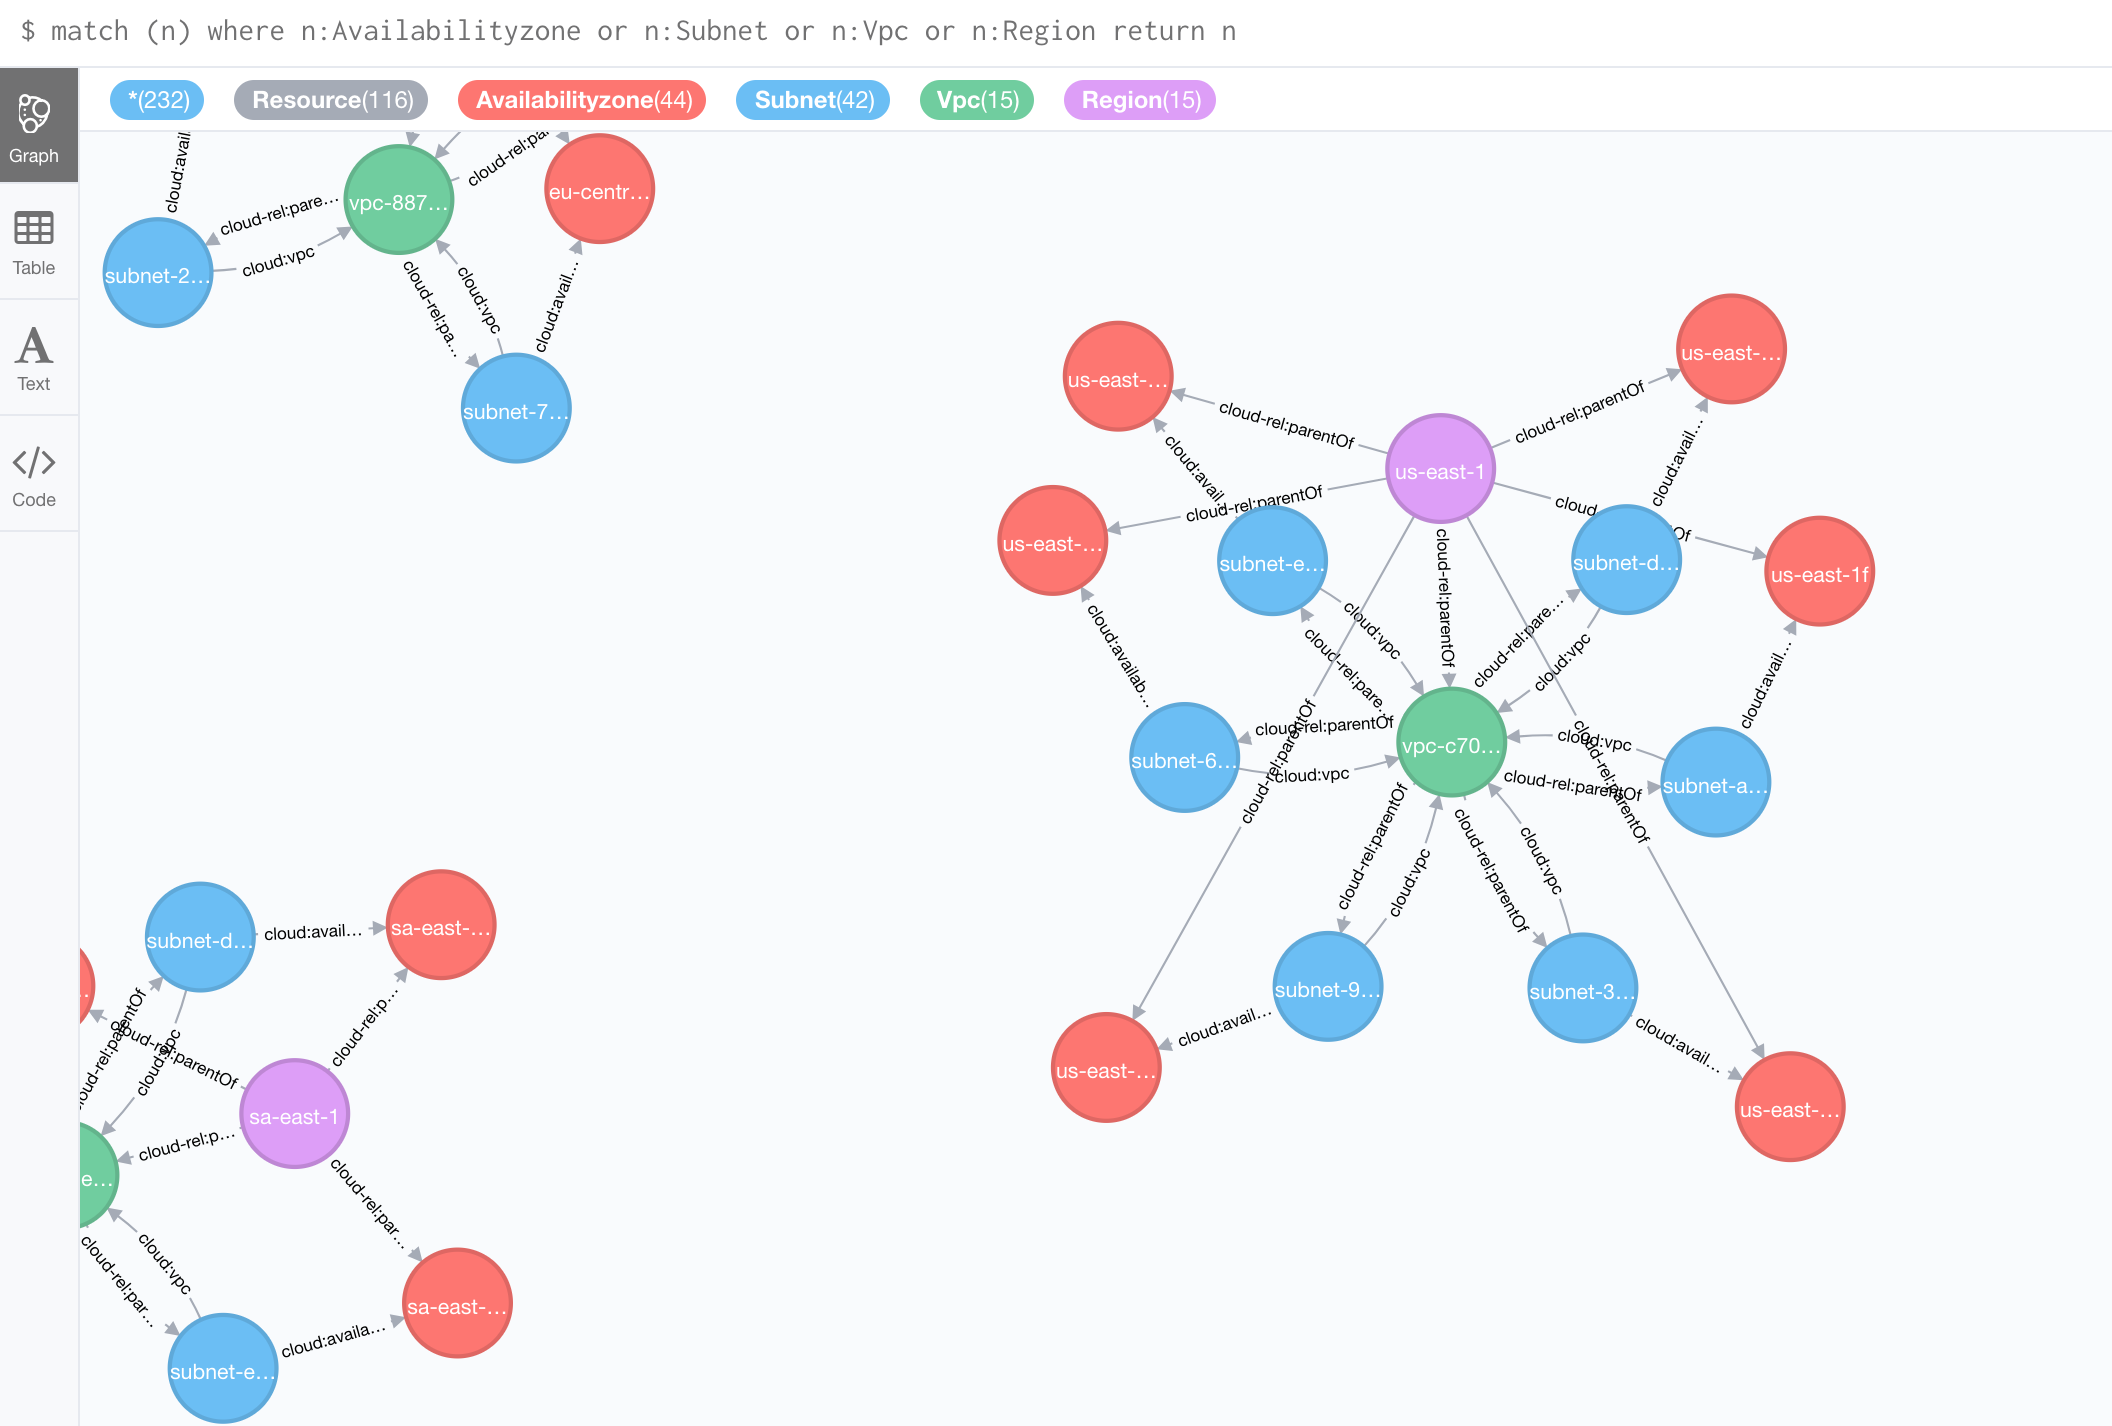 $ match (n) where n:Availabilityzone or n:Subnet or n:Vpc or n:Region return n
*(232) Resource(116) Availabilityzone(44) Subnet(42) Vpc(15) Region(15)
Graph
Table
Text
Code
cloud:avail
cloud-rel:par
vpc-887…
eu-centr…
cloud-rel:pare…
subnet-2…
cloud:vpc
cloud-rel:pa…
cloud:vpc
cloud:avail…
subnet-7…
us-east-…
us-east-…
cloud-rel:parentOf
cloud-rel:parentOf
us-east-1
cloud:avail…
cloud:avail…
cloud-rel:parentOf
cloud
Of
us-east-…
subnet-e…
subnet-d…
us-east-1f
cloud-rel:parentOf
cloud:vpc
cloud-rel:pare…
cloud:vpc
cloud-rel:pare…
cloud:availab…
cloud:avail…
cloud-rel:parentOf
vpc-c70…
cloud:vpc
subnet-6…
cloud:vpc
cloud-rel:parentOf
cloud-rel:parentOf
cloud-rel:parentOf
subnet-a…
cloud-rel:parentOf
cloud:vpc
cloud-rel:parentOf
cloud:vpc
subnet-9…
subnet-3…
cloud:avail…
cloud:avail…
us-east-…
us-east-…
subnet-d…
cloud:avail…
sa-east-…
…
cloud-rel:parentOf
cloud-rel:parentOf
cloud:vpc
cloud-rel:p…
sa-east-1
cloud-rel:p…
e…
cloud-rel:par…
cloud:vpc
cloud-rel:par…
sa-east-…
cloud:availa…
subnet-e…